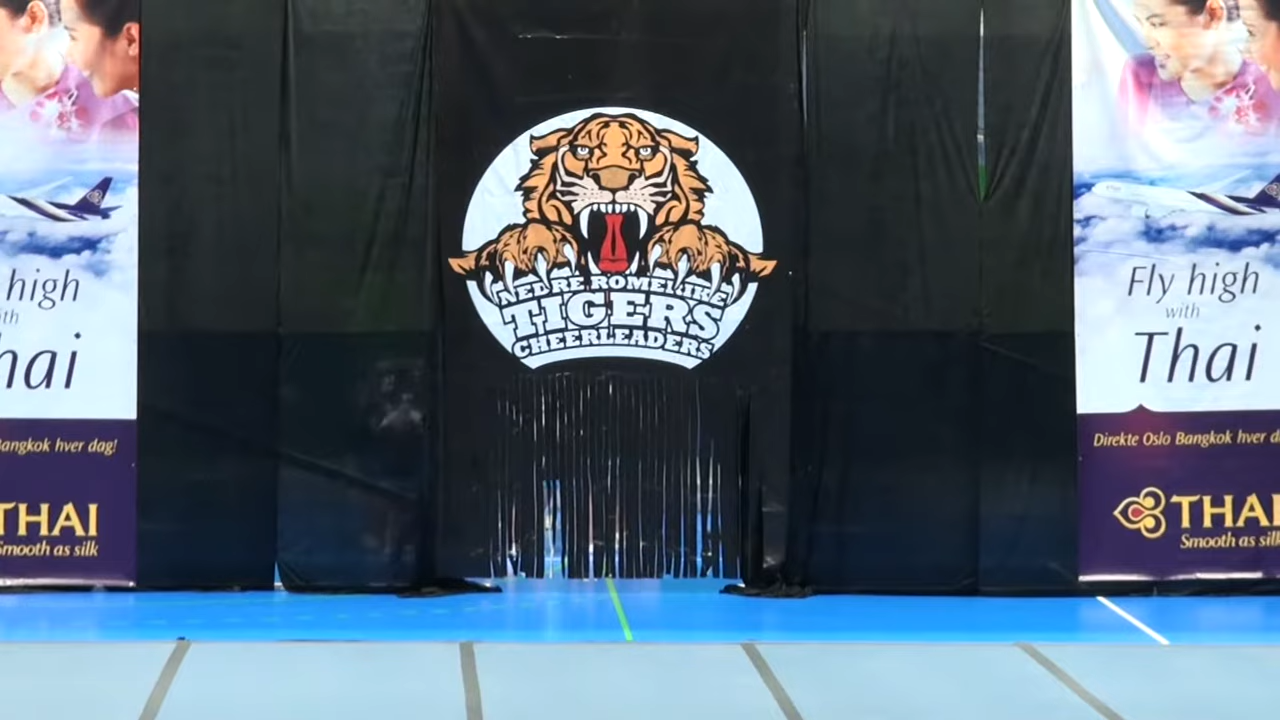 high
hai
Bangkok hver dag!
THAI
Smooth as silk
NEDRE ROMERIKE
TIGERS
CHEERLEADERS
Fly high
with
Thai
Direkte Oslo Bangkok hver d
THAI
Smooth as silk